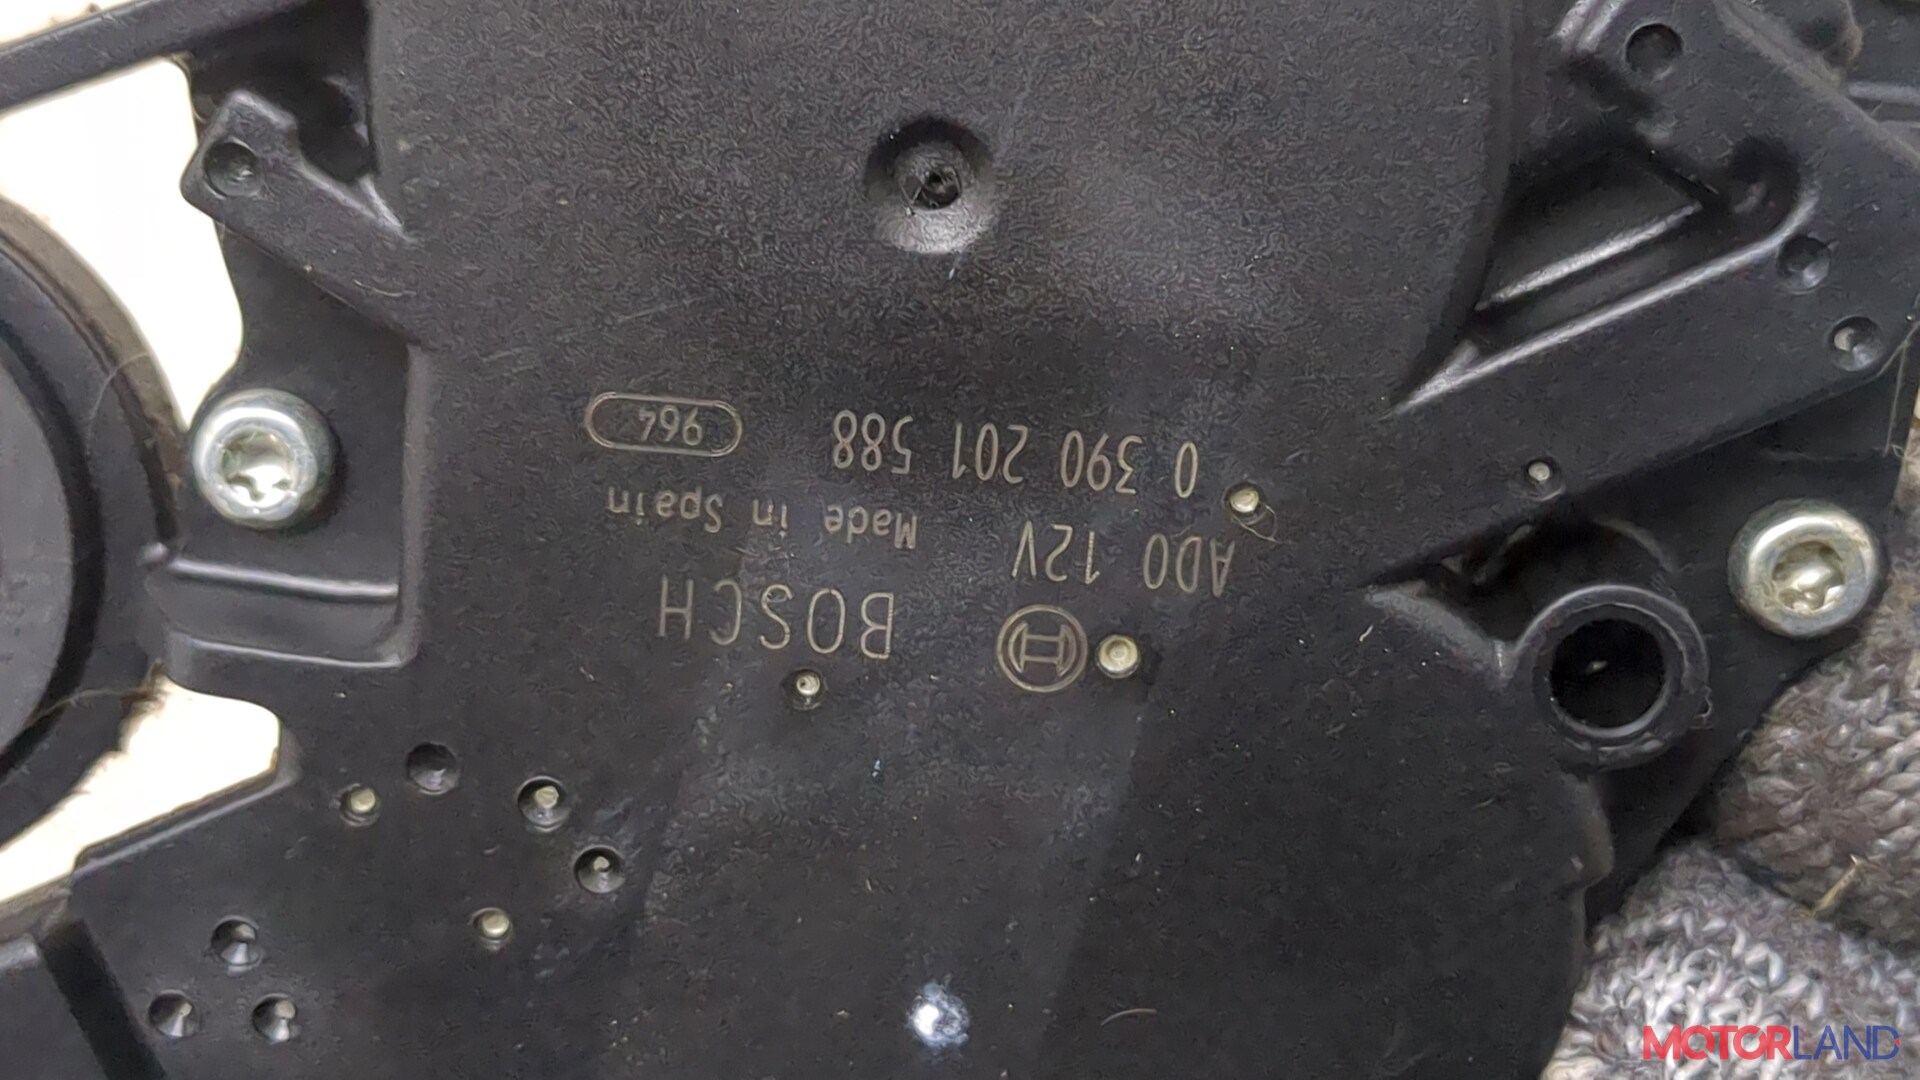 BOSCH
ADO 12V Made in Spain
0 390 201 588 964
MOTORLAND